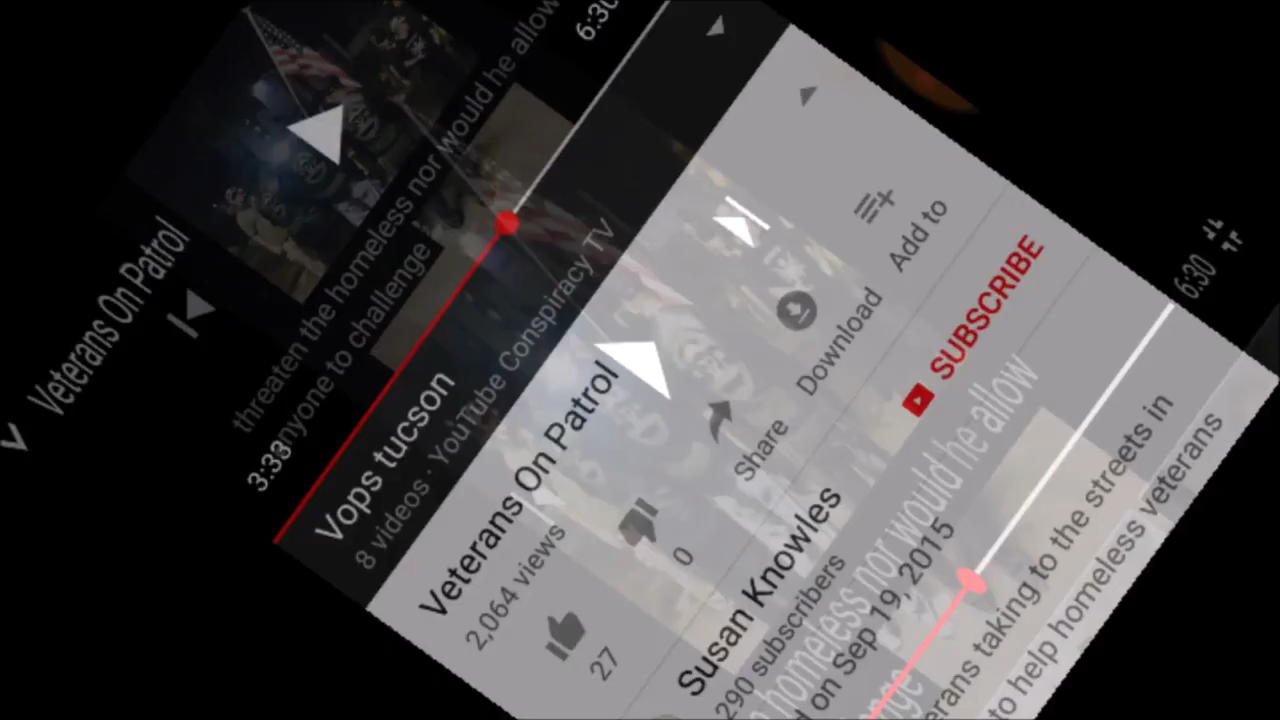 Veterans On Patrol
threaten the homeless nor would he allow
anyone to challenge
3:33
6:30
Vops tucson
8 videos · YouTube Conspiracy TV
Veterans On Patrol
2,064 views
27
0
Share
Download
Add to
Susan Knowles
290 subscribers
SUBSCRIBE
homeless nor would he allow
on Sep 19, 2015
taking to the streets in
to help homeless veterans
6:30